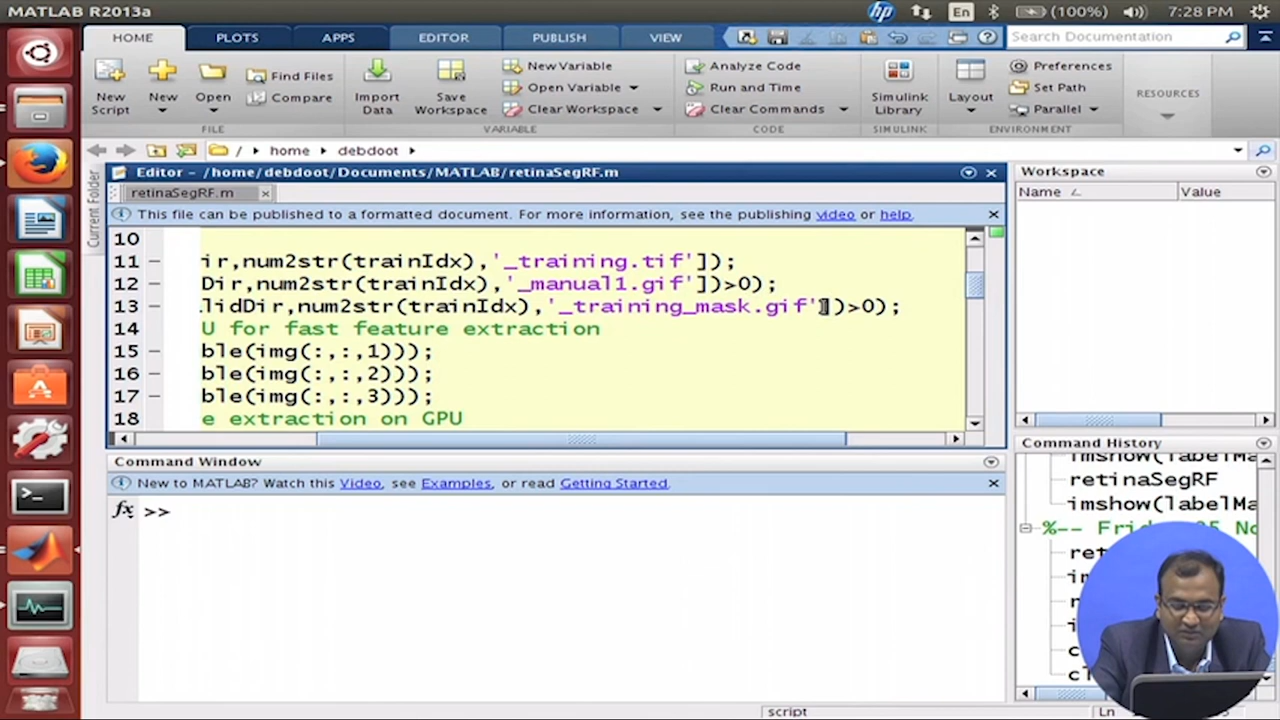 MATLAB R2013a
En
(100%)
7:28 PM
HOME
PLOTS
APPS
EDITOR
PUBLISH
VIEW
Search Documentation
New Script
New
Open
Find Files
Compare
Import Data
Save Workspace
New Variable
Open Variable
Clear Workspace
Analyze Code
Run and Time
Clear Commands
Simulink Library
Layout
Preferences
Set Path
Parallel
RESOURCES
FILE
VARIABLE
CODE
SIMULINK
ENVIRONMENT
/ home debdoot
Current Folder
Editor - /home/debdoot/Documents/MATLAB/retinaSegRF.m
retinaSegRF.m
This file can be published to a formatted document. For more information, see the publishing video or help.
10
11 ir,num2str(trainIdx),'_training.tif']);
12 Dir,num2str(trainIdx),'_manual1.gif'])>0);
13 lidDir,num2str(trainIdx),'_training_mask.gif'])>0);
14 U for fast feature extraction
15 ble(img(:,:,1)));
16 ble(img(:,:,2)));
17 ble(img(:,:,3)));
18 e extraction on GPU
Workspace
Name Value
Command Window
New to MATLAB? Watch this Video, see Examples, or read Getting Started.
fx >>
Command History
imshow(labelMa
retinaSegRF
imshow(labelMa
%--
script
Ln